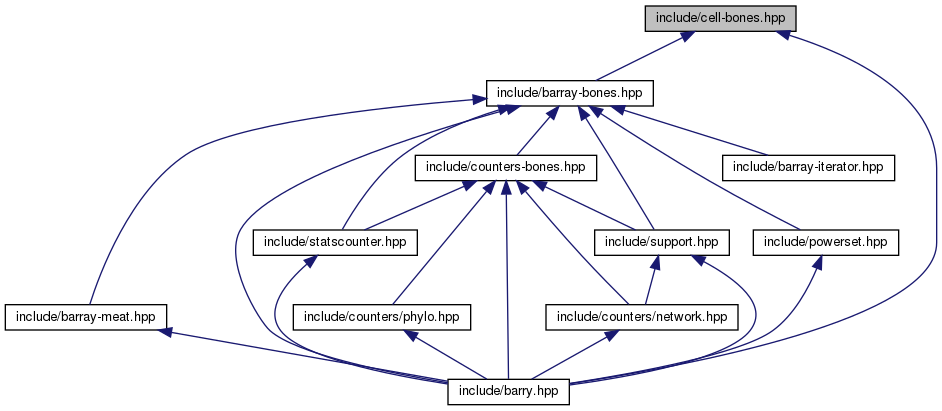 include/cell-bones.hpp
include/barray-bones.hpp
include/counters-bones.hpp
include/barray-iterator.hpp
include/statscounter.hpp
include/support.hpp
include/powerset.hpp
include/barray-meat.hpp
include/counters/phylo.hpp
include/counters/network.hpp
include/barry.hpp